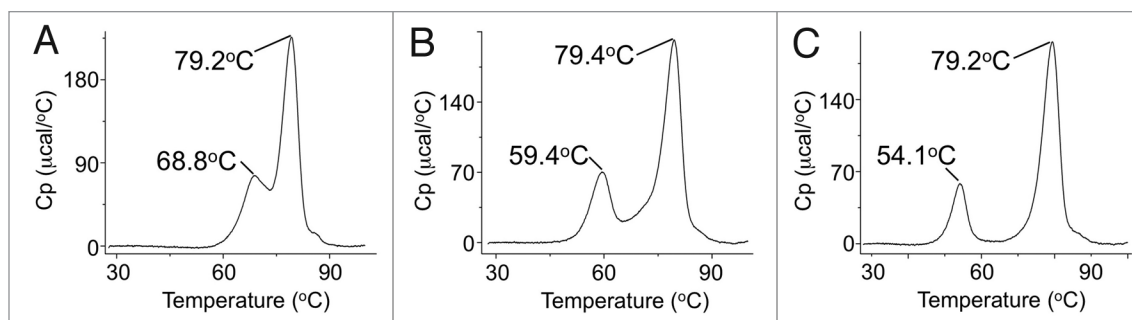 A
79.2°C
68.8°C
180
90
0
Cp (μcal/°C)
30 60 90
Temperature (°C)
B
79.4°C
59.4°C
140
70
0
Cp (μcal/°C)
30 60 90
Temperature (°C)
C
79.2°C
54.1°C
140
70
0
Cp (μcal/°C)
30 60 90
Temperature (°C)